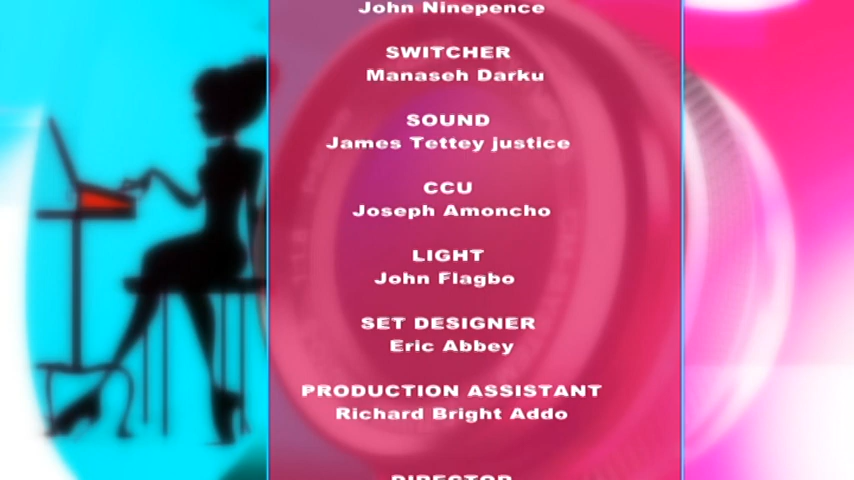 John Ninepence
SWITCHER
Manaseh Darku
SOUND
James Tettey justice
CCU
Joseph Amoncho
LIGHT
John Flagbo
SET DESIGNER
Eric Abbey
PRODUCTION ASSISTANT
Richard Bright Addo
DIRECTOR